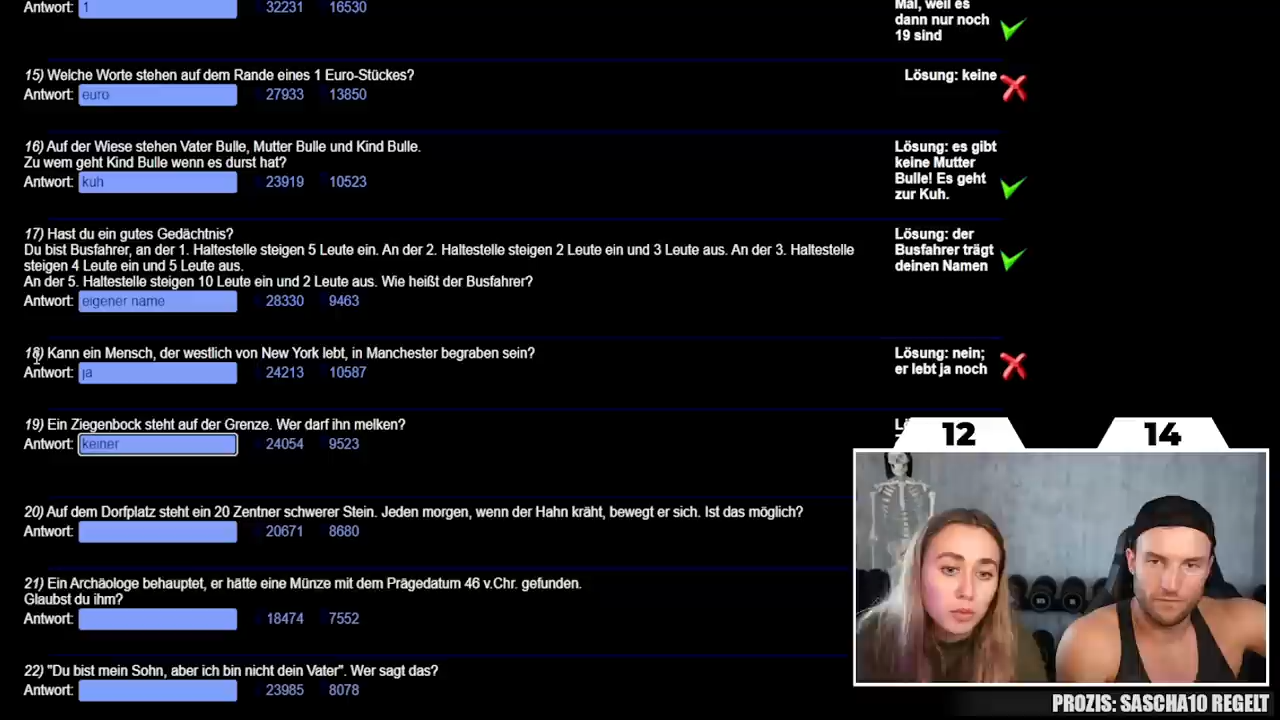 Antwort: 1 32231 16530
Mal, weil es
dann nur noch
19 sind
15) Welche Worte stehen auf dem Rande eines 1 Euro-Stückes?
Antwort: euro 27933 13850
Lösung: keine
16) Auf der Wiese stehen Vater Bulle, Mutter Bulle und Kind Bulle.
Zu wem geht Kind Bulle wenn es durst hat?
Antwort: kuh 23919 10523
Lösung: es gibt
keine Mutter
Bulle! Es geht
zur Kuh.
17) Hast du ein gutes Gedächtnis?
Du bist Busfahrer, an der 1. Haltestelle steigen 5 Leute ein. An der 2. Haltestelle steigen 2 Leute ein und 3 Leute aus. An der 3. Haltestelle
steigen 4 Leute ein und 5 Leute aus.
An der 5. Haltestelle steigen 10 Leute ein und 2 Leute aus. Wie heißt der Busfahrer?
Antwort: eigener name 28330 9463
Lösung: der
Busfahrer trägt
deinen Namen
18) Kann ein Mensch, der westlich von New York lebt, in Manchester begraben sein?
Antwort: ja 24213 10587
Lösung: nein;
er lebt ja noch
19) Ein Ziegenbock steht auf der Grenze. Wer darf ihn melken?
Antwort: keiner 24054 9523
12 14
20) Auf dem Dorfplatz steht ein 20 Zentner schwerer Stein. Jeden morgen, wenn der Hahn kräht, bewegt er sich. Ist das möglich?
Antwort: 20671 8680
21) Ein Archäologe behauptet, er hätte eine Münze mit dem Prägedatum 46 v.Chr. gefunden.
Glaubst du ihm?
Antwort: 18474 7552
22) "Du bist mein Sohn, aber ich bin nicht dein Vater". Wer sagt das?
Antwort: 23985 8078
PROZIS: SASCHA10 REGELT